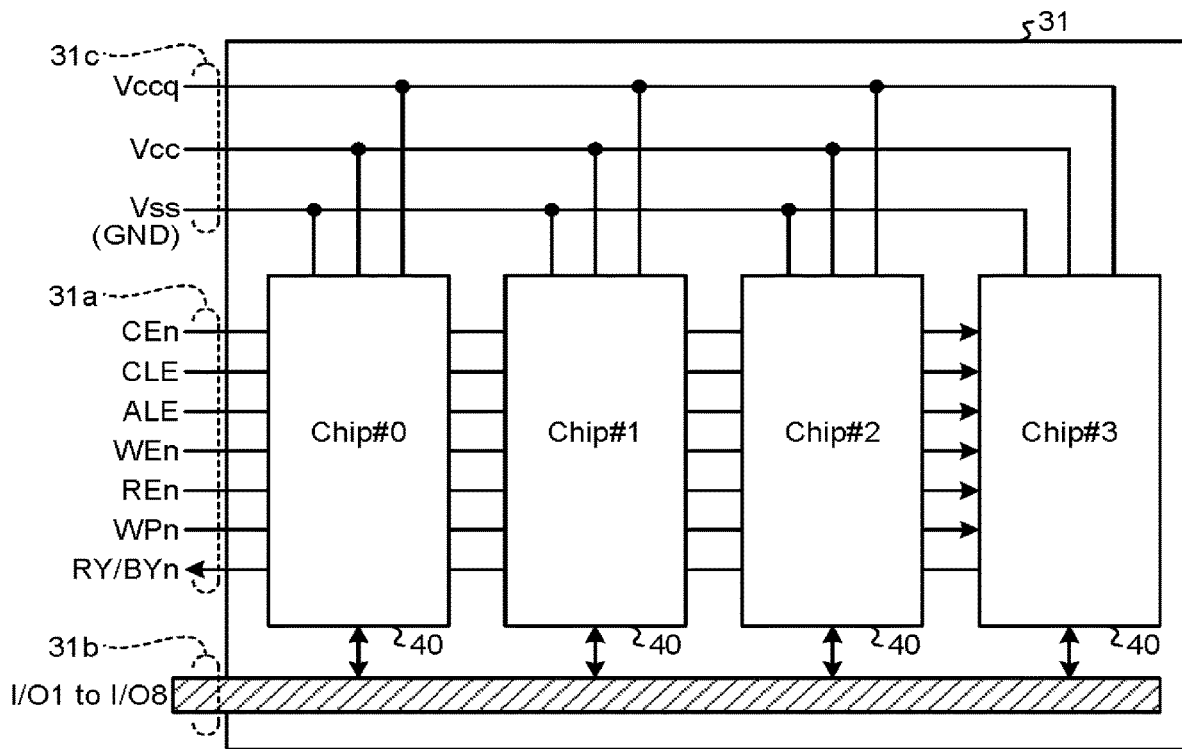 31
31c
Vccq
Vcc
Vss
(GND)
31a
CEn
CLE
ALE
WEn
REn
WPn
RY/BYn
Chip#0
Chip#1
Chip#2
Chip#3
40
40
40
40
31b
I/O1 to I/O8